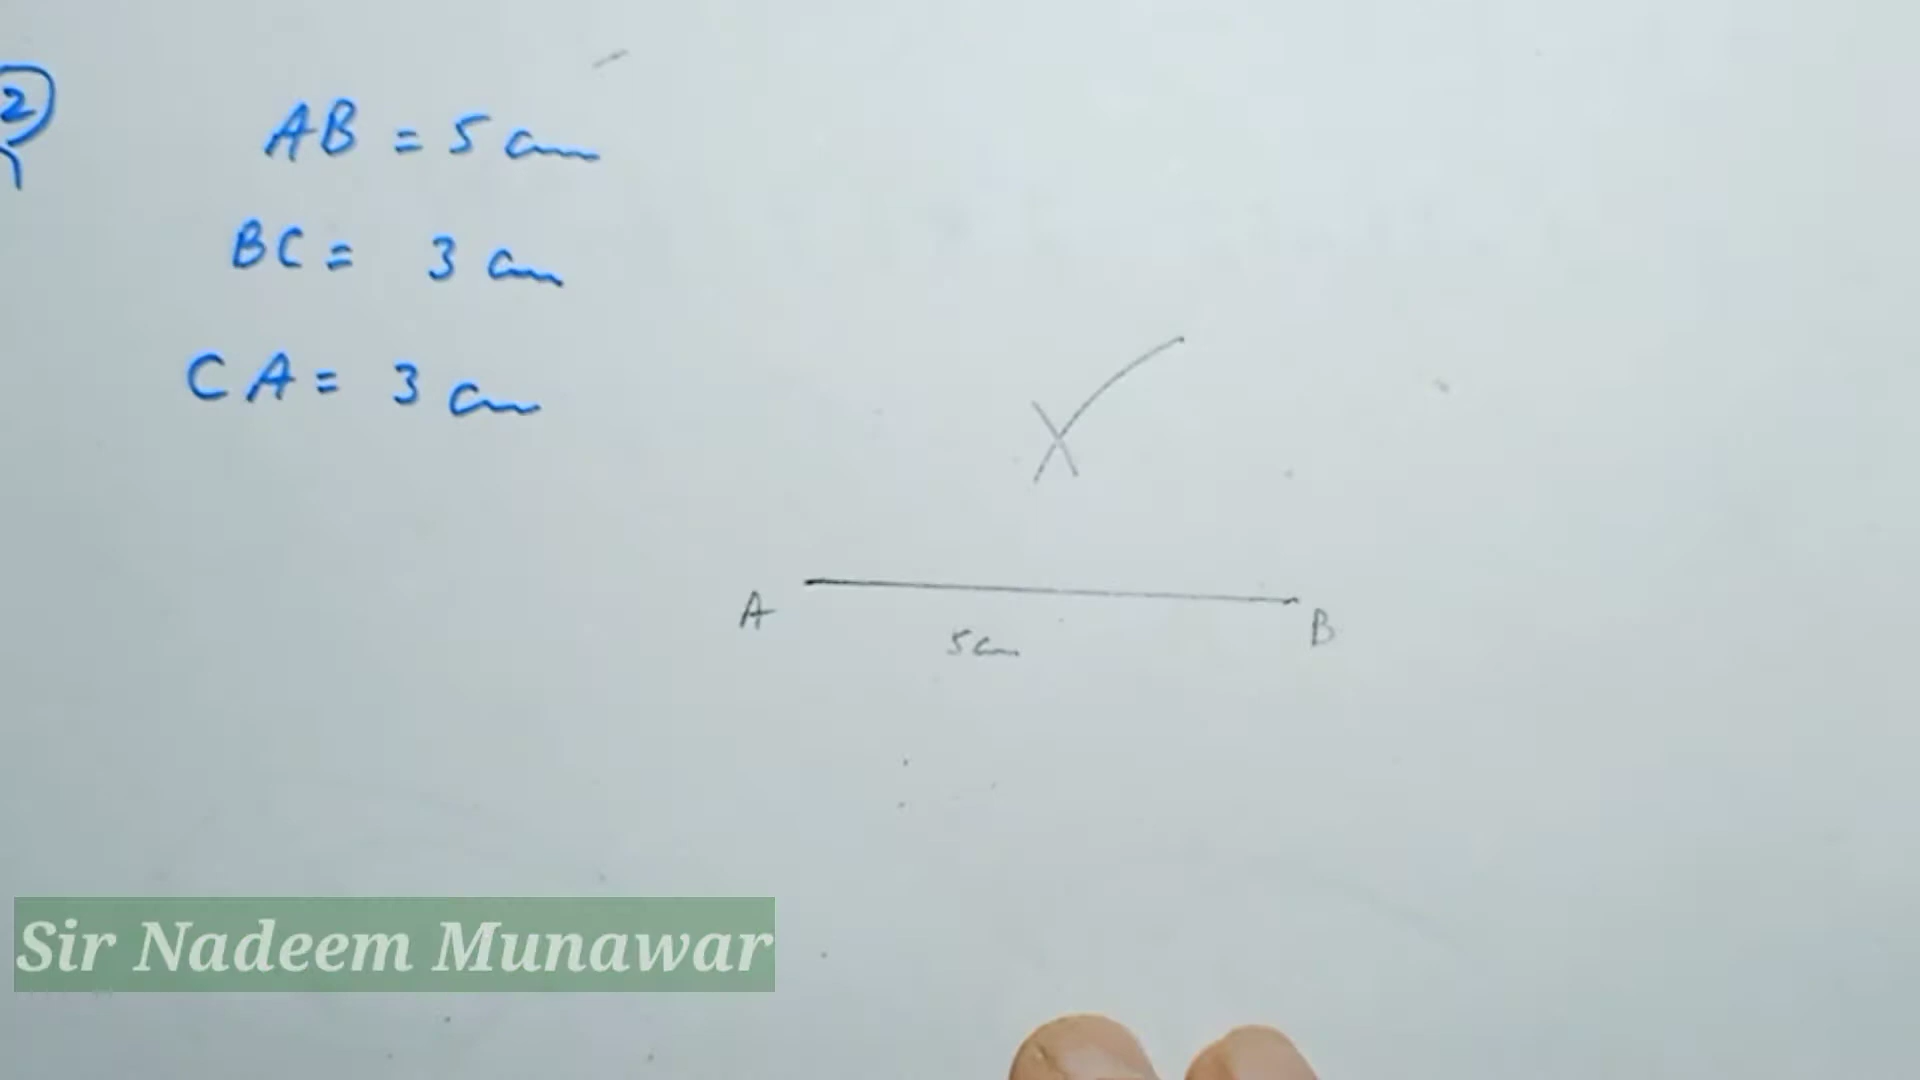 2
AB = 5 cm
BC = 3 cm
CA = 3 cm
A
B
5cm
Sir Nadeem Munawar